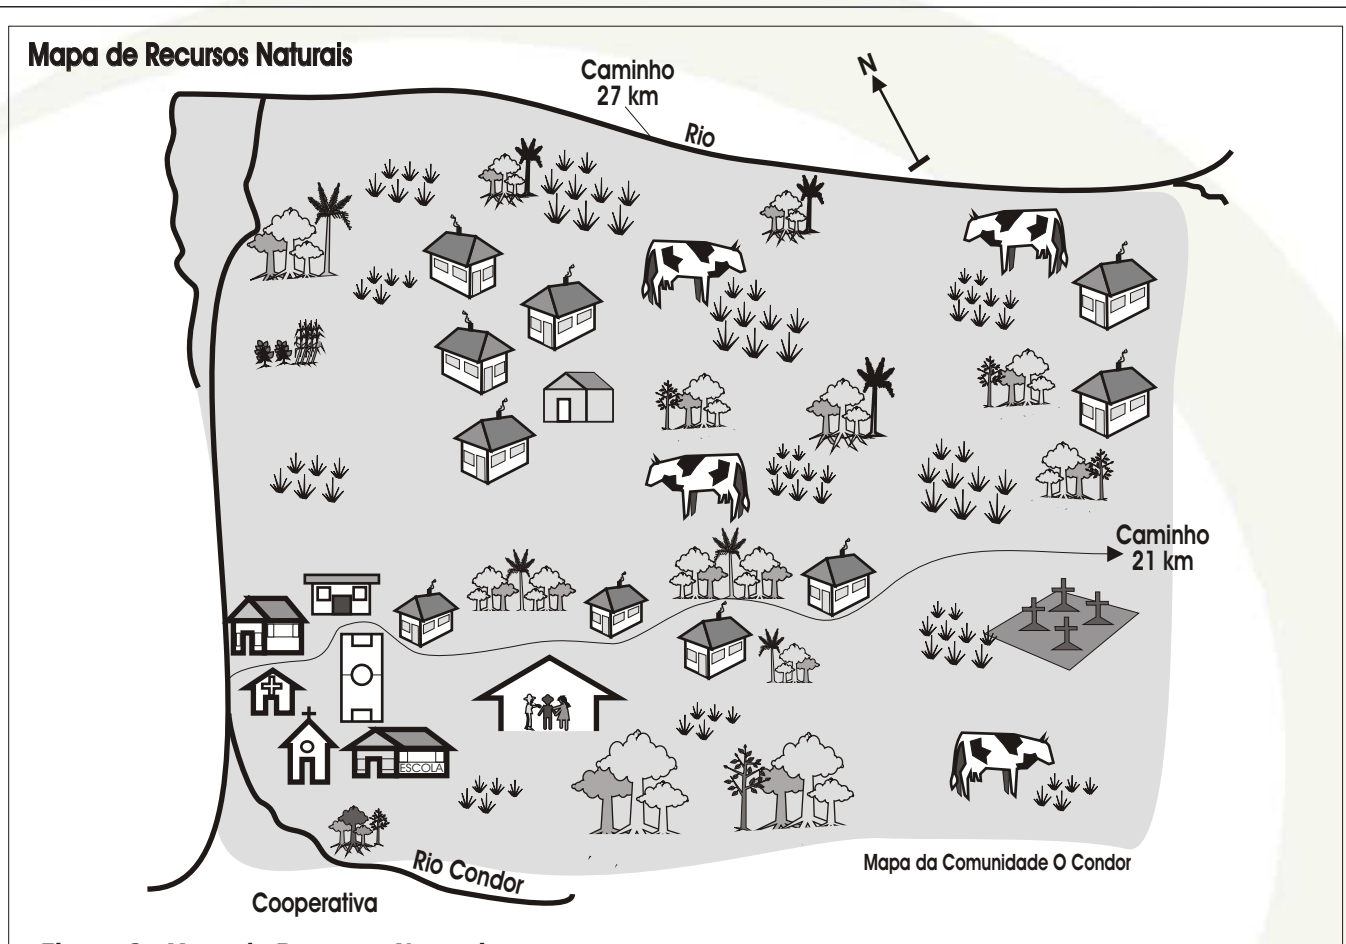 Mapa de Recursos Naturais
Caminho
27 km
Rio
N
Caminho
21 km
ESCOLA
Rio Condor
Mapa da Comunidade O Condor
Cooperativa